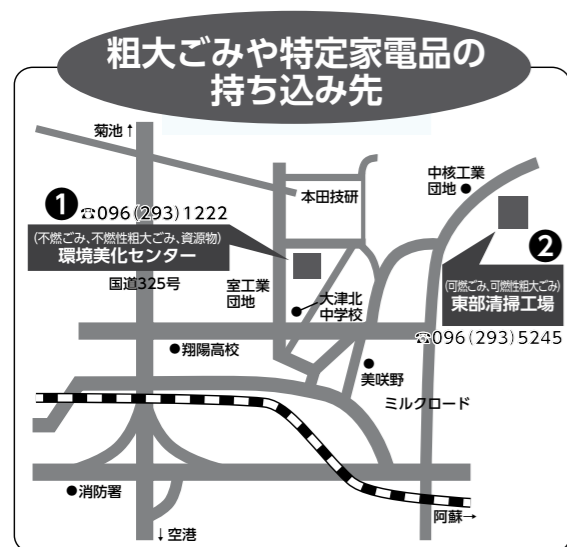 粗大ごみや特定家電品の
持ち込み先
菊池↑
中核工業
団地●
本田技研
❶☎096(293)1222
(不燃ごみ、不燃性粗大ごみ、資源物)
環境美化センター
国道325号
室工業
団地
●大津北
中学校
❷
(可燃ごみ、可燃性粗大ごみ)
東部清掃工場
☎096(293)5245
●翔陽高校
●
美咲野
ミルクロード
●消防署
阿蘇→
↓空港